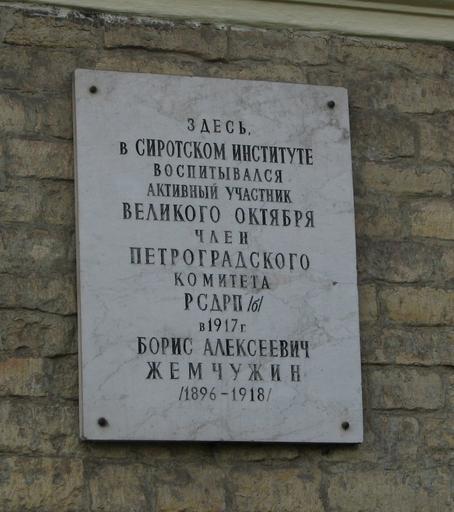 ЗДЕСЬ,
В СИРОТСКОМ ИНСТИТУТЕ
ВОСПИТЫВАЛСЯ
АКТИВНЫЙ УЧАСТНИК
ВЕЛИКОГО ОКТЯБРЯ
ЧЛЕН
ПЕТРОГРАДСКОГО
КОМИТЕТА
РСДРП /б/
в 1917 г.
БОРИС АЛЕКСЕЕВИЧ
ЖЕМЧУЖИН
/1896-1918/